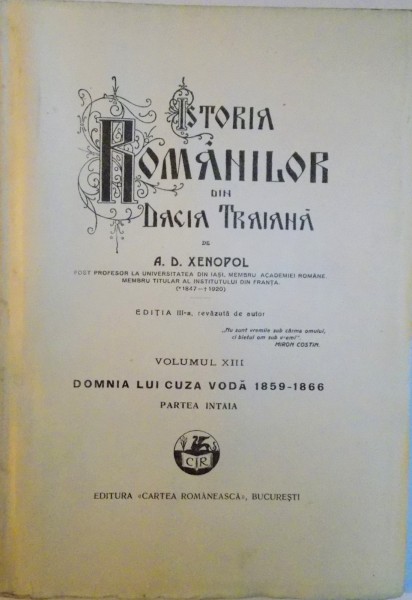 ISTORIA
ROMÂNILOR
DIN
DACIA TRAIANĂ
DE
A. D. XENOPOL
FOST PROFESOR LA UNIVERSITATEA DIN IAȘI, MEMBRU ACADEMIEI ROMÂNE
MEMBRU TITULAR AL INSTITUTULUI DIN FRANȚA.
(*1847—†1920)
EDIȚIA III-a, revăzută de autor
„Nu sunt vremile sub cârma omului,
ci bietul om sub vremi”.
MIRON COSTIN.
VOLUMUL XIII
DOMNIA LUI CUZA VODĂ 1859-1866
PARTEA INTAIA
CR
EDITURA «CARTEA ROMÂNEASCĂ», BUCUREȘTI